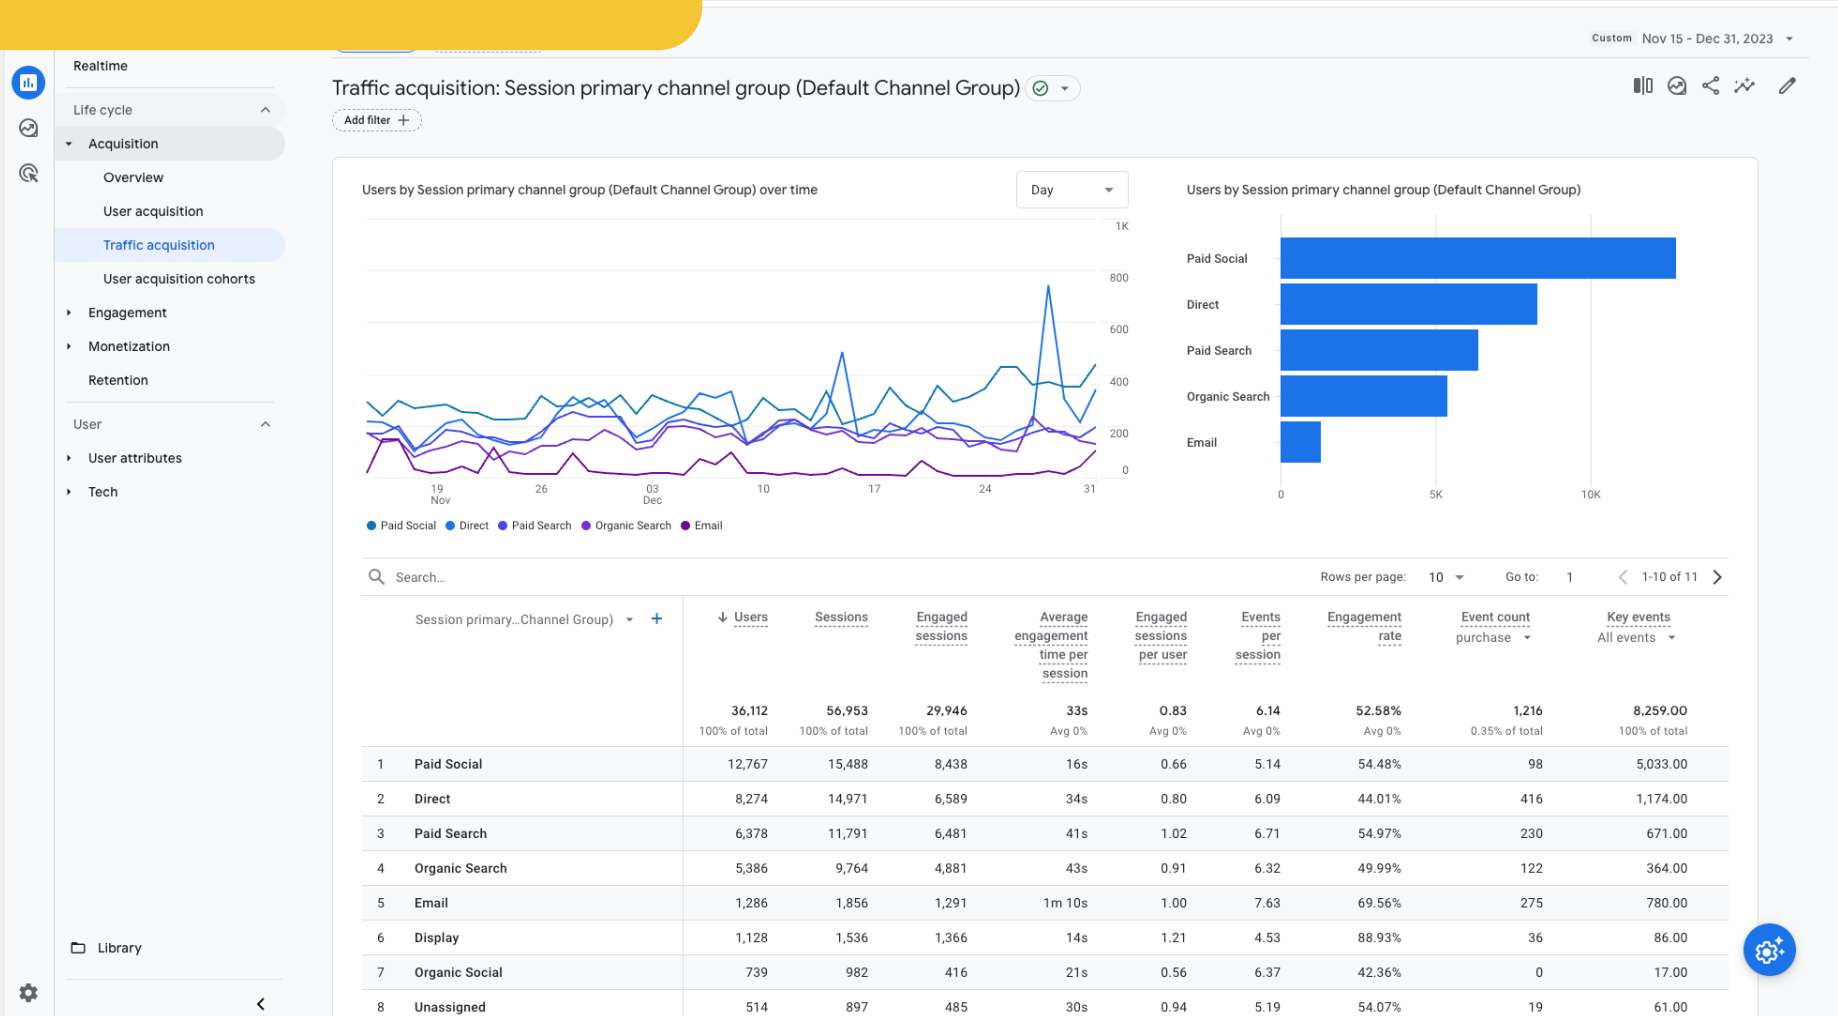 Custom Nov 15 - Dec 31, 2023
Realtime
Life cycle
Acquisition
Overview
User acquisition
Traffic acquisition
User acquisition cohorts
Engagement
Monetization
Retention
User
User attributes
Tech
Library
Traffic acquisition: Session primary channel group (Default Channel Group)
Add filter
Users by Session primary channel group (Default Channel Group) over time
Day
1K
800
600
400
200
0
19 26 03 10 17 24 31
Nov Dec
Paid Social Direct Paid Search Organic Search Email
Users by Session primary channel group (Default Channel Group)
Paid Social
Direct
Paid Search
Organic Search
Email
0 5K 10K
Search...
Rows per page: 10 Go to: 1 1-10 of 11
Session primary...Channel Group) Users Sessions Engaged sessions Average engagement time per session Engaged sessions per user Events per session Engagement rate Event count purchase Key events All events
36,112 56,953 29,946 33s 0.83 6.14 52.58% 1,216 8,259.00
100% of total 100% of total 100% of total Avg 0% Avg 0% Avg 0% Avg 0% 0.35% of total 100% of total
1 Paid Social 12,767 15,488 8,438 16s 0.66 5.14 54.48% 98 5,033.00
2 Direct 8,274 14,971 6,589 34s 0.80 6.09 44.01% 416 1,174.00
3 Paid Search 6,378 11,791 6,481 41s 1.02 6.71 54.97% 230 671.00
4 Organic Search 5,386 9,764 4,881 43s 0.91 6.32 49.99% 122 364.00
5 Email 1,286 1,856 1,291 1m 10s 1.00 7.63 69.56% 275 780.00
6 Display 1,128 1,536 1,366 14s 1.21 4.53 88.93% 36 86.00
7 Organic Social 739 982 416 21s 0.56 6.37 42.36% 0 17.00
8 Unassigned 514 897 485 30s 0.94 5.19 54.07% 19 61.00